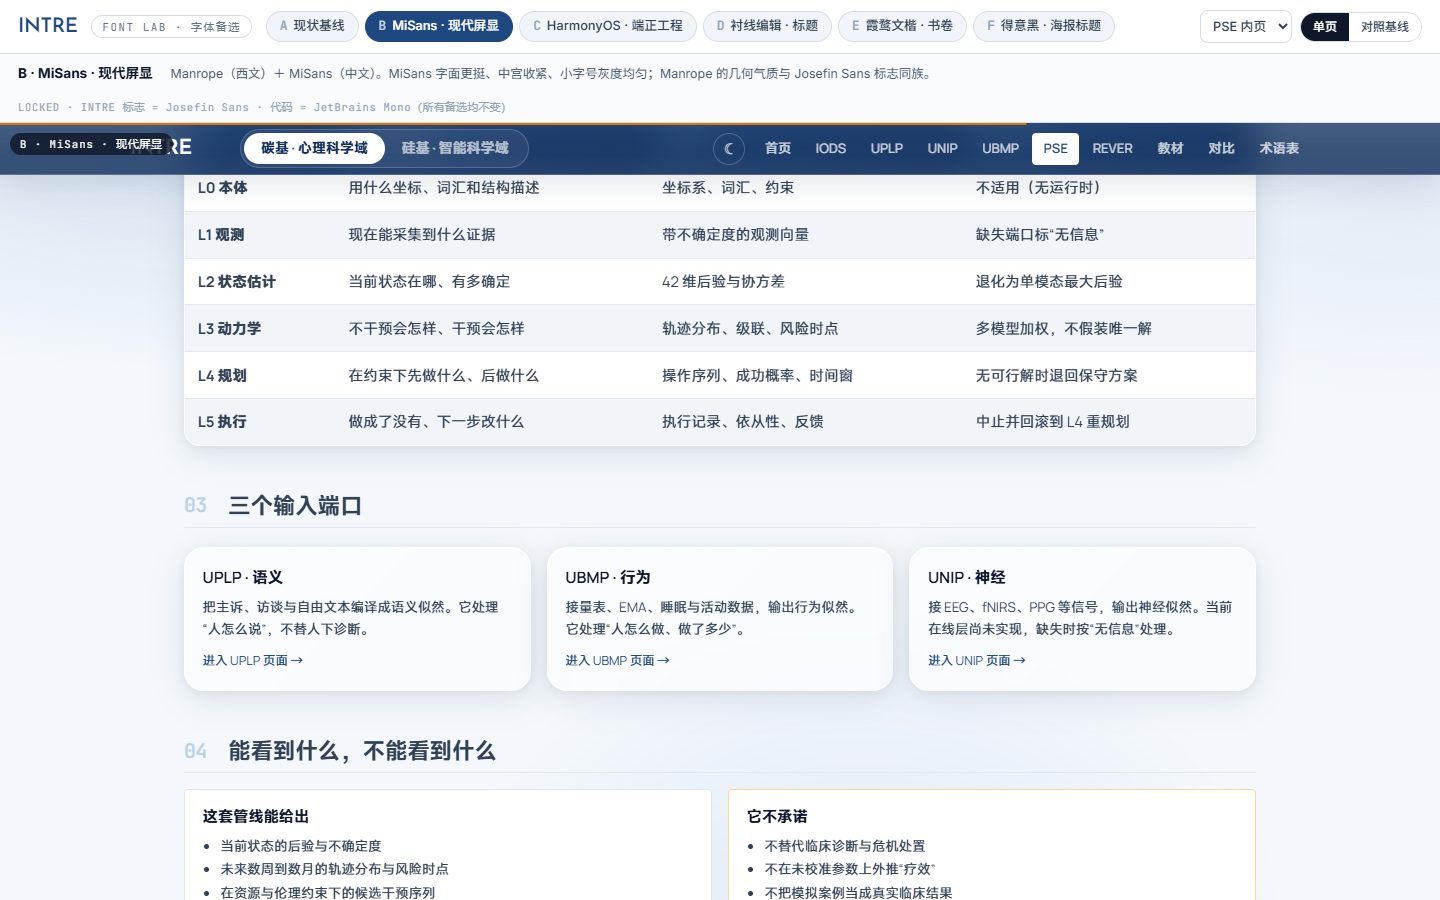 INTRE FONT LAB · 字体备选 A 现状基线 B MiSans · 现代屏显 C HarmonyOS · 端正工程 D 衬线编辑 · 标题 E 霞鹜文楷 · 书卷 F 得意黑 · 海报标题 PSE 内页 单页 对照基线
B · MiSans · 现代屏显 Manrope（西文）＋ MiSans（中文）。MiSans 字面更挺、中宫收紧、小字号灰度均匀；Manrope 的几何气质与 Josefin Sans 标志同族。
LOCKED · INTRE 标志 = Josefin Sans · 代码 = JetBrains Mono (所有备选均不变)
B · MiSans · 现代屏显 RE 碳基 · 心理科学域 硅基 · 智能科学域 ☾ 首页 IODS UPLP UNIP UBMP PSE REVER 教材 对比 术语表
L0 本体 用什么坐标、词汇和结构描述 坐标系、词汇、约束 不适用（无运行时）
L1 观测 现在能采集到什么证据 带不确定度的观测向量 缺失端口标“无信息”
L2 状态估计 当前状态在哪、有多确定 42 维后验与协方差 退化为单模态最大后验
L3 动力学 不干预会怎样、干预会怎样 轨迹分布、级联、风险时点 多模型加权，不假装唯一解
L4 规划 在约束下先做什么、后做什么 操作序列、成功概率、时间窗 无可行解时退回保守方案
L5 执行 做成了没有、下一步改什么 执行记录、依从性、反馈 中止并回滚到 L4 重规划
03 三个输入端口
UPLP · 语义
把主诉、访谈与自由文本编译成语义似然。它处理
“人怎么说”，不替人下诊断。
进入 UPLP 页面 →
UBMP · 行为
接量表、EMA、睡眠与活动数据，输出行为似然。
它处理“人怎么做、做了多少”。
进入 UBMP 页面 →
UNIP · 神经
接 EEG、fNIRS、PPG 等信号，输出神经似然。当前
在线层尚未实现，缺失时按“无信息”处理。
进入 UNIP 页面 →
04 能看到什么，不能看到什么
这套管线能给出
• 当前状态的后验与不确定度
• 未来数周到数月的轨迹分布与风险时点
• 在资源与伦理约束下的候选干预序列
它不承诺
• 不替代临床诊断与危机处置
• 不在未校准参数上外推“疗效”
• 不把模拟案例当成真实临床结果